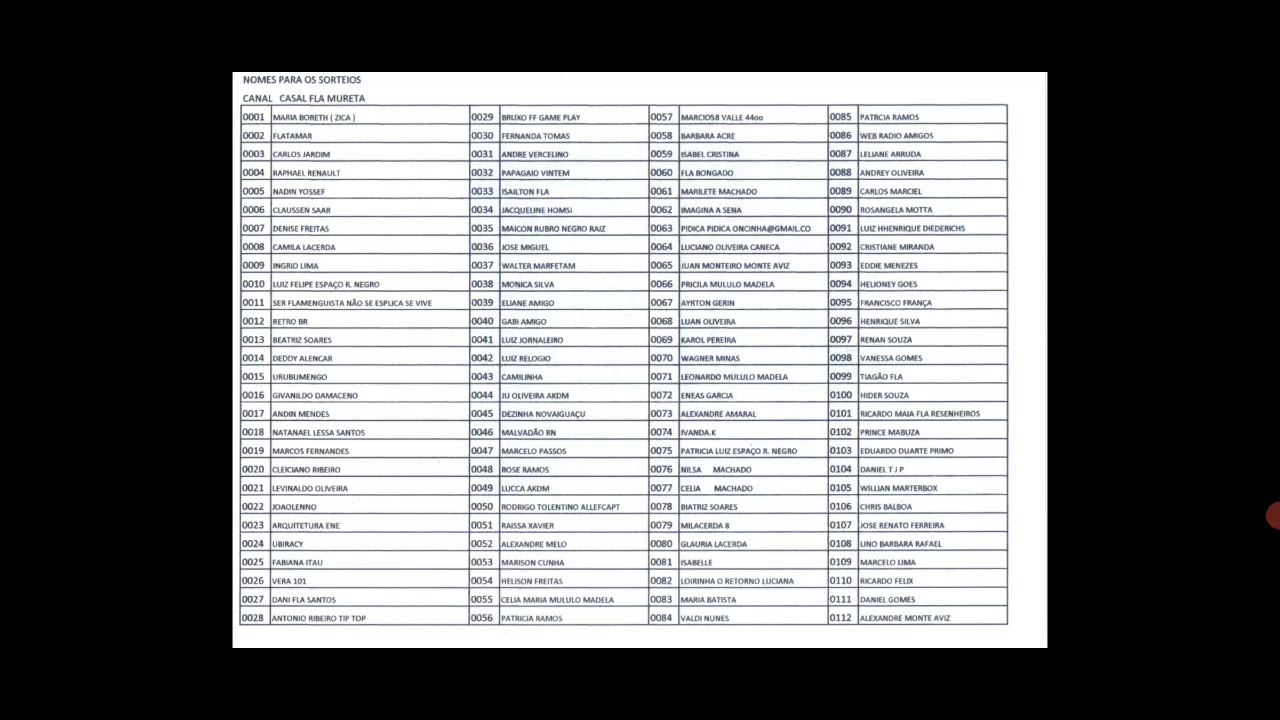 NOMES PARA OS SORTEIOS
CANAL CASAL FLA MURETA
0001 MARIA BORETH ( ZICA ) 0029 BRUXO FF GAME PLAY 0057 MARCIO58 VALLE 44oo 0085 PATRCIA RAMOS
0002 FLATAMAR 0030 FERNANDA TOMAS 0058 BARBARA ACRE 0086 WEB RADIO AMIGOS
0003 CARLOS JARDIM 0031 ANDRE VERCELINO 0059 ISABEL CRISTINA 0087 LELIANE ARRUDA
0004 RAPHAEL RENAULT 0032 PAPAGAIO VINTEM 0060 FLA BONGADO 0088 ANDREY OLIVEIRA
0005 NADIN YOSSEF 0033 ISAILTON FLA 0061 MARILETE MACHADO 0089 CARLOS MARCIEL
0006 CLAUSSEN SAAR 0034 JACQUELINE HOMSi 0062 IMAGINA A SENA 0090 ROSANGELA MOTTA
0007 DENISE FREITAS 0035 MAICON RUBRO NEGRO RAIZ 0063 PIDICA PIDICA ONCINHA@GMAIL.CO 0091 LUIZ HHENRIQUE DIEDERICHS
0008 CAMILA LACERDA 0036 JOSE MIGUEL 0064 LUCIANO OLIVEIRA CANECA 0092 CRISTIANE MIRANDA
0009 INGRID LIMA 0037 WALTER MARFETAM 0065 JUAN MONTEIRO MONTE AVIZ 0093 EDDIE MENEZES
0010 LUIZ FELIPE ESPAÇO R. NEGRO 0038 MONICA SILVA 0066 PRICILA MULULO MADELA 0094 HELIONEY GOES
0011 SER FLAMENGUISTA NÃO SE ESPLICA SE VIVE 0039 ELIANE AMIGO 0067 AYRTON GERIN 0095 FRANCISCO FRANÇA
0012 RETRO BR 0040 GABI AMIGO 0068 LUAN OLIVEIRA 0096 HENRIQUE SILVA
0013 BEATRIZ SOARES 0041 LUIZ JORNALEIRO 0069 KAROL PEREIRA 0097 RENAN SOUZA
0014 DEDDY ALENCAR 0042 LUIZ RELOGIO 0070 WAGNER MINAS 0098 VANESSA GOMES
0015 URUBUMENGO 0043 CAMILINHA 0071 LEONARDO MULULO MADELA 0099 TIAGÃO FLA
0016 GIVANILDO DAMACENO 0044 JU OLIVEIRA AKDM 0072 ENEAS GARCIA 0100 HIDER SOUZA
0017 ANDIN MENDES 0045 DEZINHA NOVAIGUAÇU 0073 ALEXANDRE AMARAL 0101 RICARDO MAIA FLA RESENHEIROS
0018 NATANAEL LESSA SANTOS 0046 MALVADÃO RN 0074 IVANDA.K 0102 PRINCE MABUZA
0019 MARCOS FERNANDES 0047 MARCELO PASSOS 0075 PATRICIA LUIZ ESPAÇO R. NEGRO 0103 EDUARDO DUARTE PRIMO
0020 CLEICIANO RIBEIRO 0048 ROSE RAMOS 0076 NILSA MACHADO 0104 DANIEL T J P
0021 LEVINALDO OLIVEIRA 0049 LUCCA AKDM 0077 CELIA MACHADO 0105 WILLIAN MARTERBOX
0022 JOAOLENNO 0050 RODRIGO TOLENTINO ALLEFCAPT 0078 BIATRIZ SOARES 0106 CHRIS BALBOA
0023 ARQUITETURA ENE 0051 RAISSA XAVIER 0079 MILACERDA 8 0107 JOSE RENATO FERREIRA
0024 UBIRACY 0052 ALEXANDRE MELO 0080 GLAURIA LACERDA 0108 LINO BARBARA RAFAEL
0025 FABIANA ITAU 0053 MARISON CUNHA 0081 ISABELLE 0109 MARCELO LIMA
0026 VERA 101 0054 HELISON FREITAS 0082 LOIRINHA O RETORNO LUCIANA 0110 RICARDO FELIX
0027 DANI FLA SANTOS 0055 CELIA MARIA MULULO MADELA 0083 MARIA BATISTA 0111 DANIEL GOMES
0028 ANTONIO RIBEIRO TIP TOP 0056 PATRICIA RAMOS 0084 VALDI NUNES 0112 ALEXANDRE MONTE AVIZ